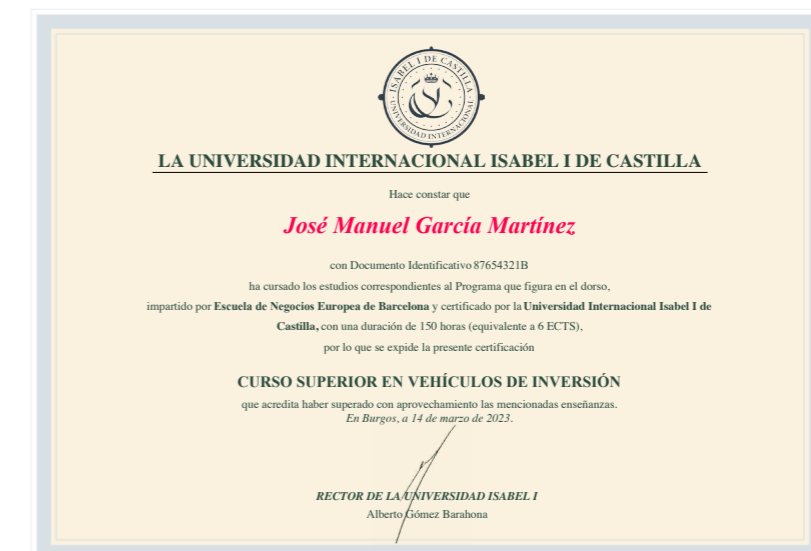 ISABEL I DE CASTILLA
UNIVERSIDAD INTERNACIONAL
LA UNIVERSIDAD INTERNACIONAL ISABEL I DE CASTILLA
Hace constar que
José Manuel García Martínez
con Documento Identificativo 87654321B
ha cursado los estudios correspondientes al Programa que figura en el dorso,
impartido por Escuela de Negocios Europea de Barcelona y certificado por la Universidad Internacional Isabel I de
Castilla, con una duración de 150 horas (equivalente a 6 ECTS),
por lo que se expide la presente certificación
CURSO SUPERIOR EN VEHÍCULOS DE INVERSIÓN
que acredita haber superado con aprovechamiento las mencionadas enseñanzas.
En Burgos, a 14 de marzo de 2023.
RECTOR DE LA UNIVERSIDAD ISABEL I
Alberto Gómez Barahona